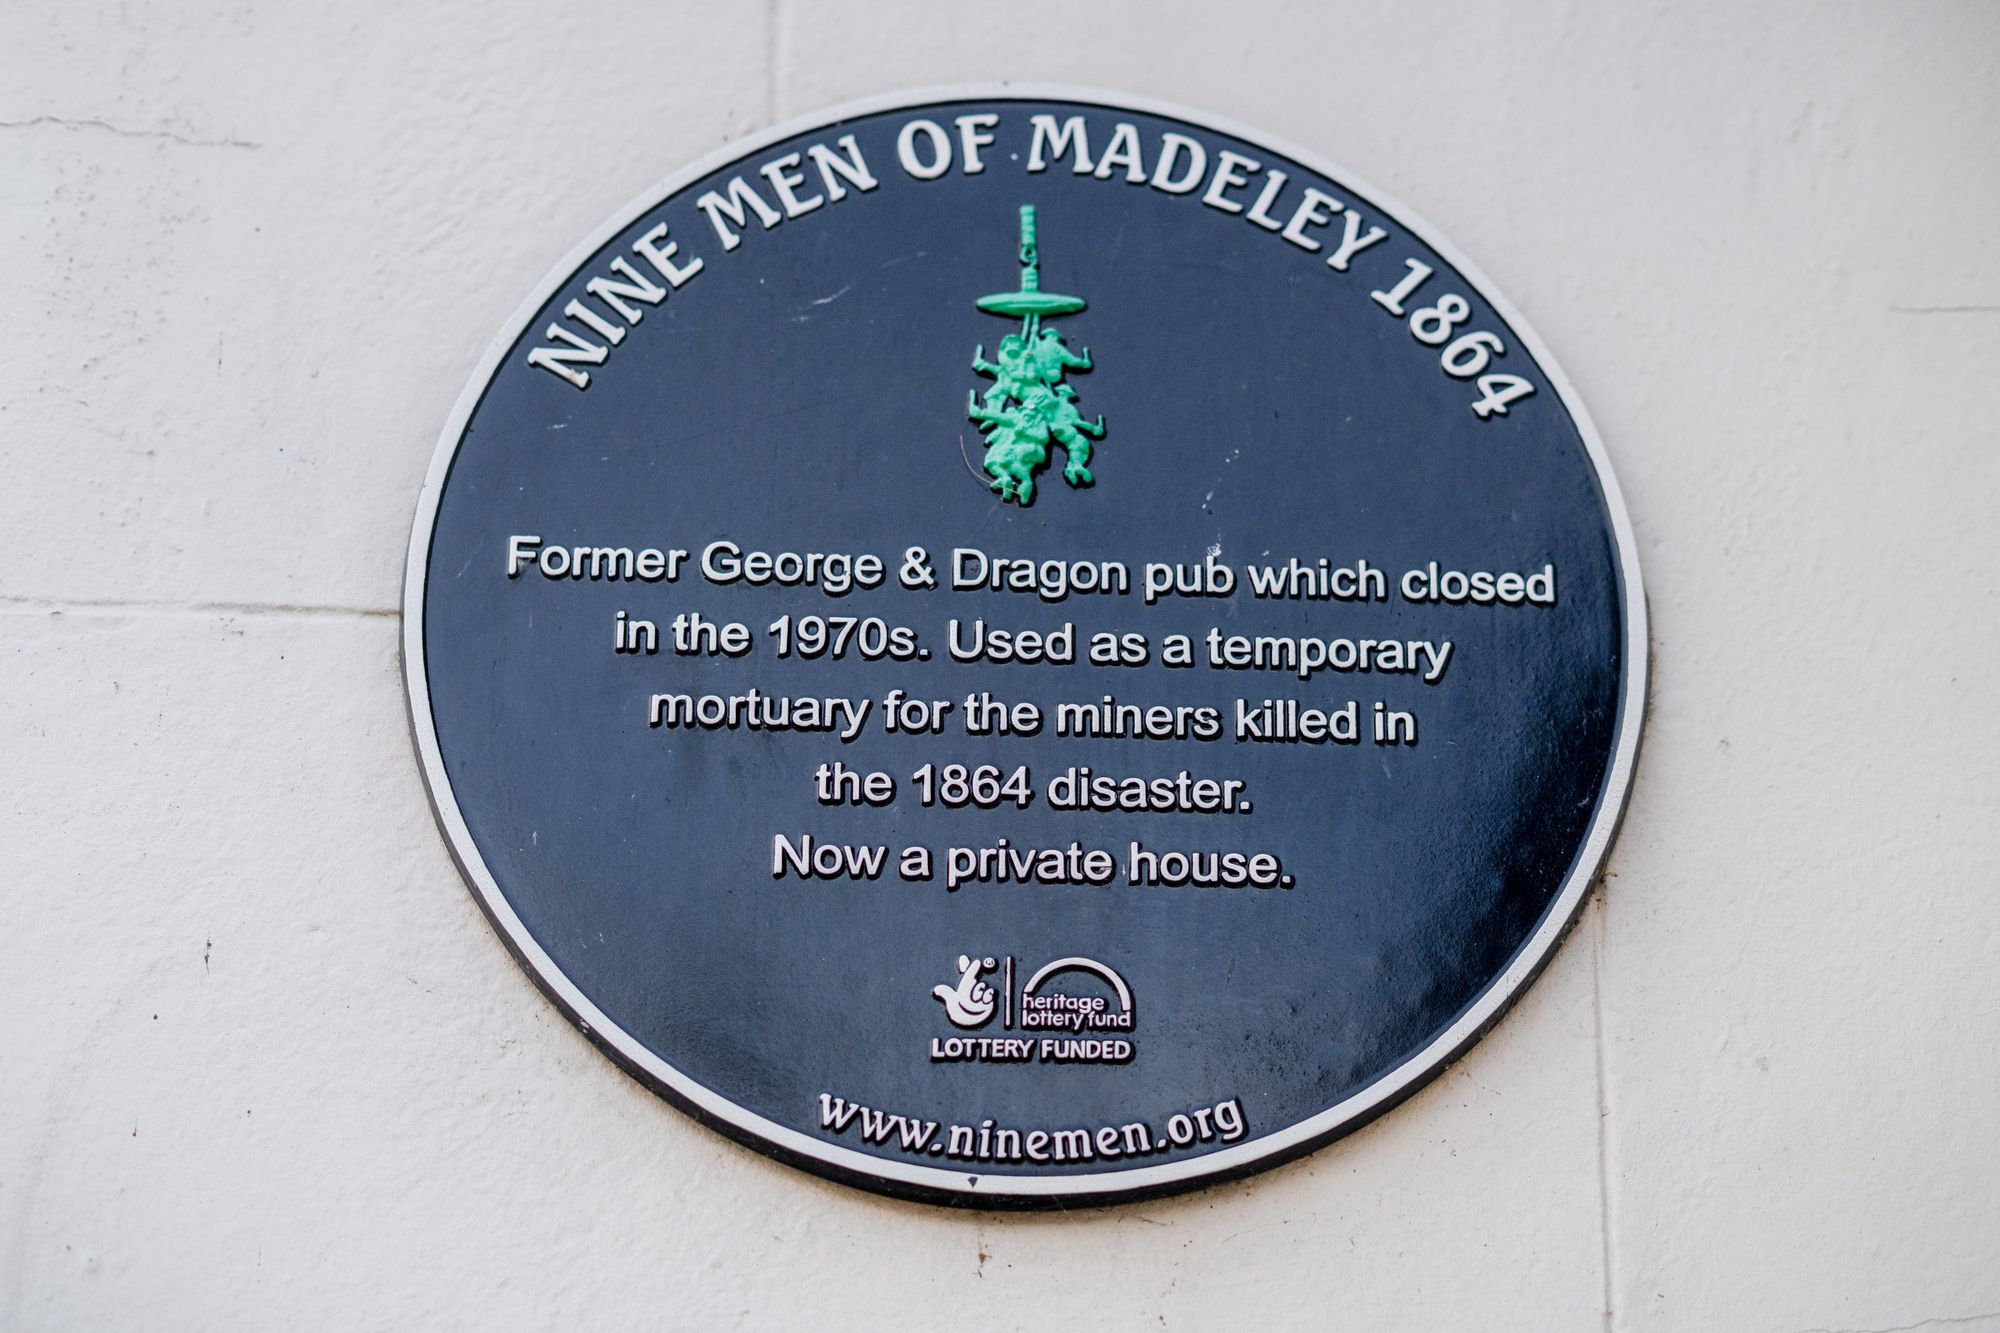 NINE MEN OF MADELEY 1864
Former George & Dragon pub which closed
in the 1970s. Used as a temporary
mortuary for the miners killed in
the 1864 disaster.
Now a private house.
heritage
lottery fund
LOTTERY FUNDED
www.ninemen.org